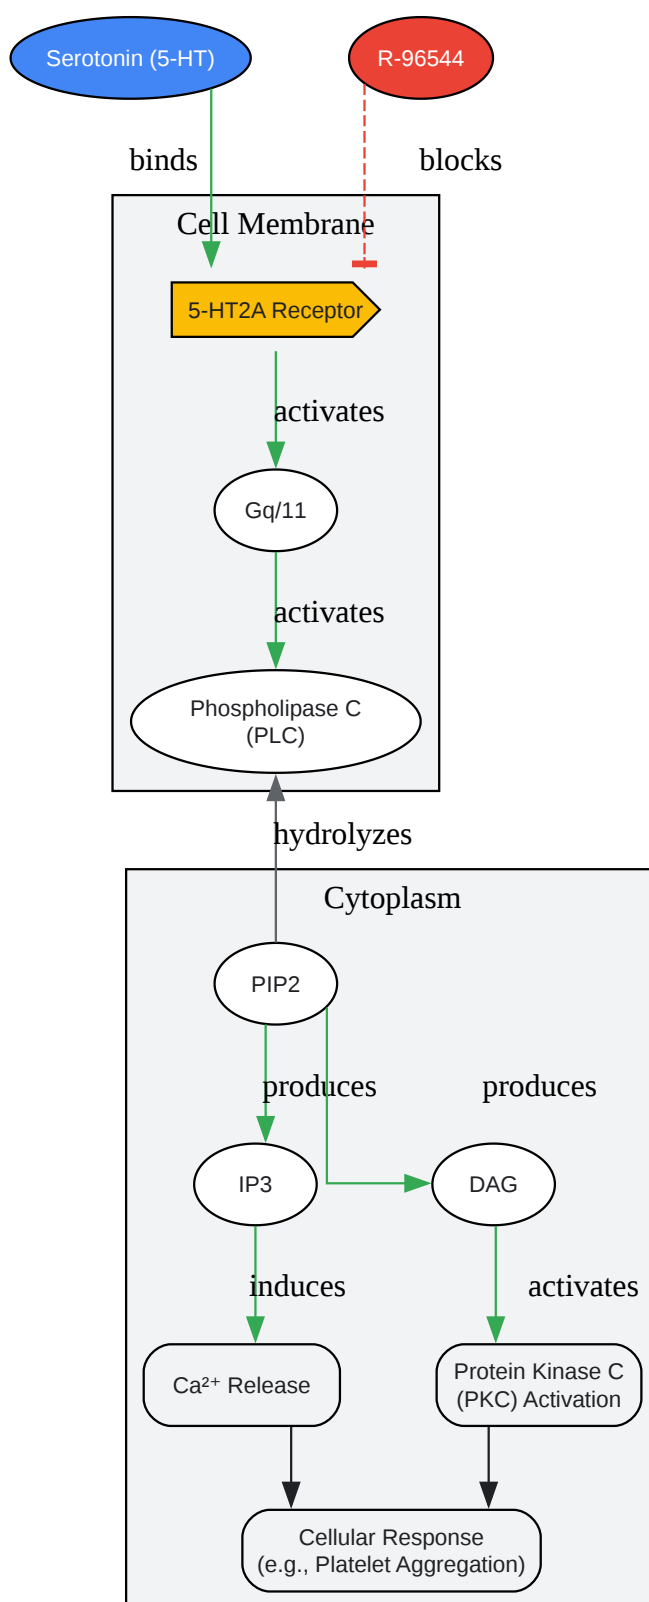 Serotonin (5-HT)
R-96544
binds
blocks
Cell Membrane
5-HT2A Receptor
activates
Gq/11
activates
Phospholipase C
(PLC)
hydrolyzes
Cytoplasm
PIP2
produces
produces
IP3
DAG
induces
activates
Ca²⁺ Release
Protein Kinase C
(PKC) Activation
Cellular Response
(e.g., Platelet Aggregation)